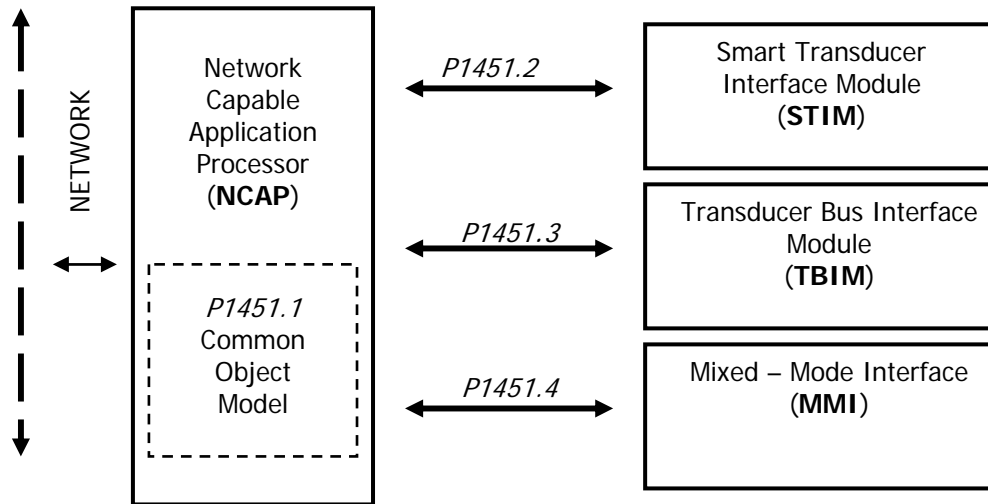 NETWORK
Network
Capable
Application
Processor
(NCAP)
P1451.1
Common
Object
Model
P1451.2
P1451.3
P1451.4
Smart Transducer
Interface Module
(STIM)
Transducer Bus Interface
Module
(TBIM)
Mixed – Mode Interface
(MMI)